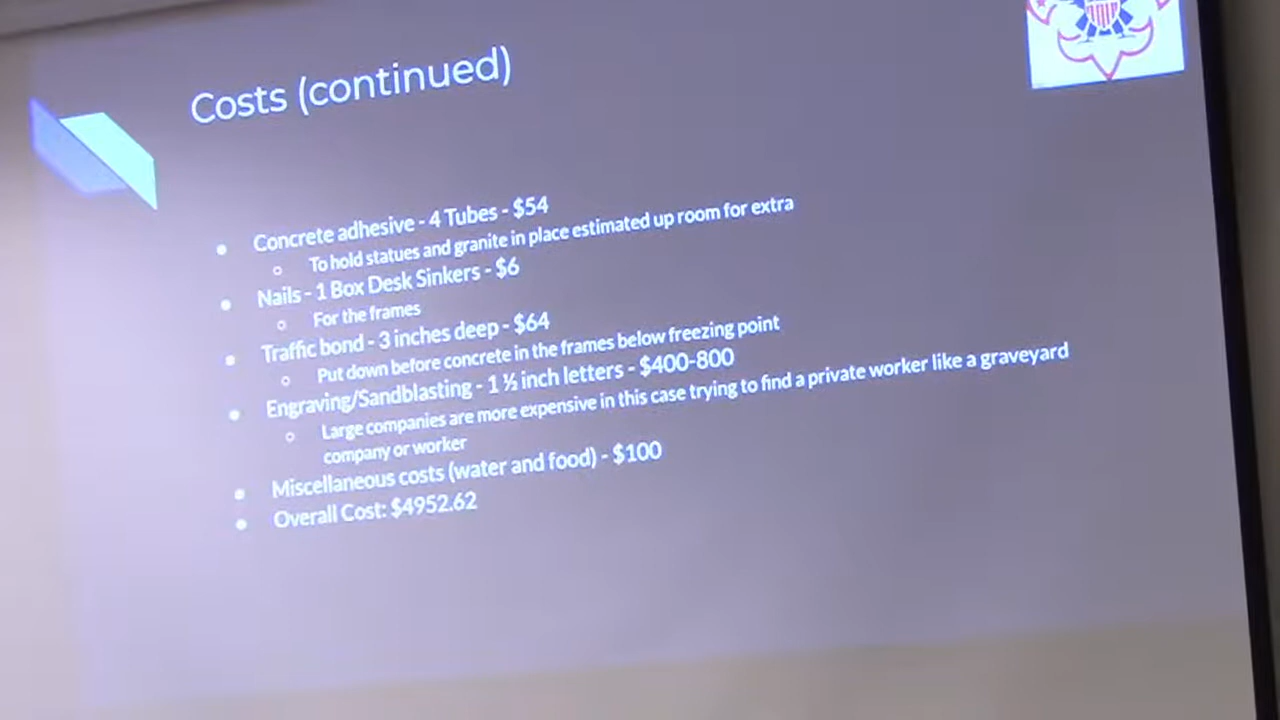 Costs (continued)
● Concrete adhesive - 4 Tubes - $54
○ To hold statues and granite in place estimated up room for extra
● Nails - 1 Box Desk Sinkers - $6
○ For the frames
● Traffic bond - 3 inches deep - $64
○ Put down before concrete in the frames below freezing point
● Engraving/Sandblasting - 1 ½ inch letters - $400-800
○ Large companies are more expensive in this case trying to find a private worker like a graveyard
company or worker
● Miscellaneous costs (water and food) - $100
● Overall Cost: $4952.62